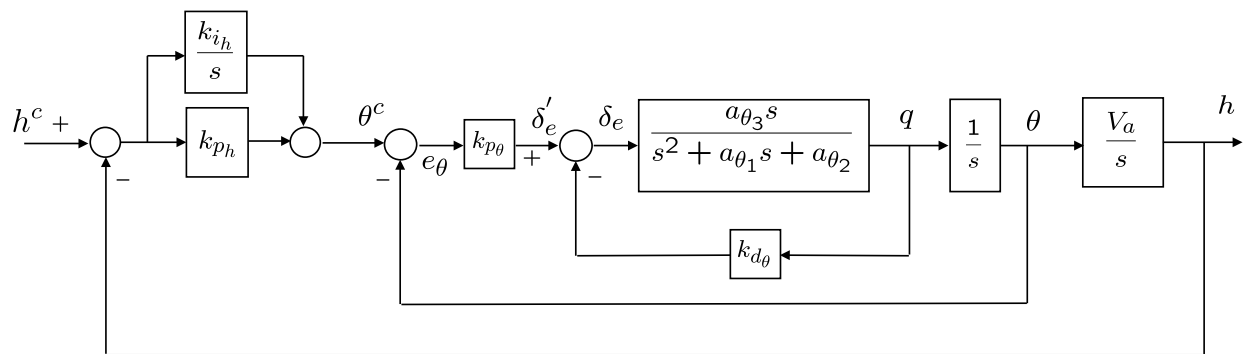 k_{i_h}
s
h^c +
k_{p_h}
θ^c
e_θ
k_{p_θ}
δ'_e
+
δ_e
a_{θ_3} s
s^2 + a_{θ_1} s + a_{θ_2}
q
1
s
θ
V_a
s
h
−
−
−
k_{d_θ}